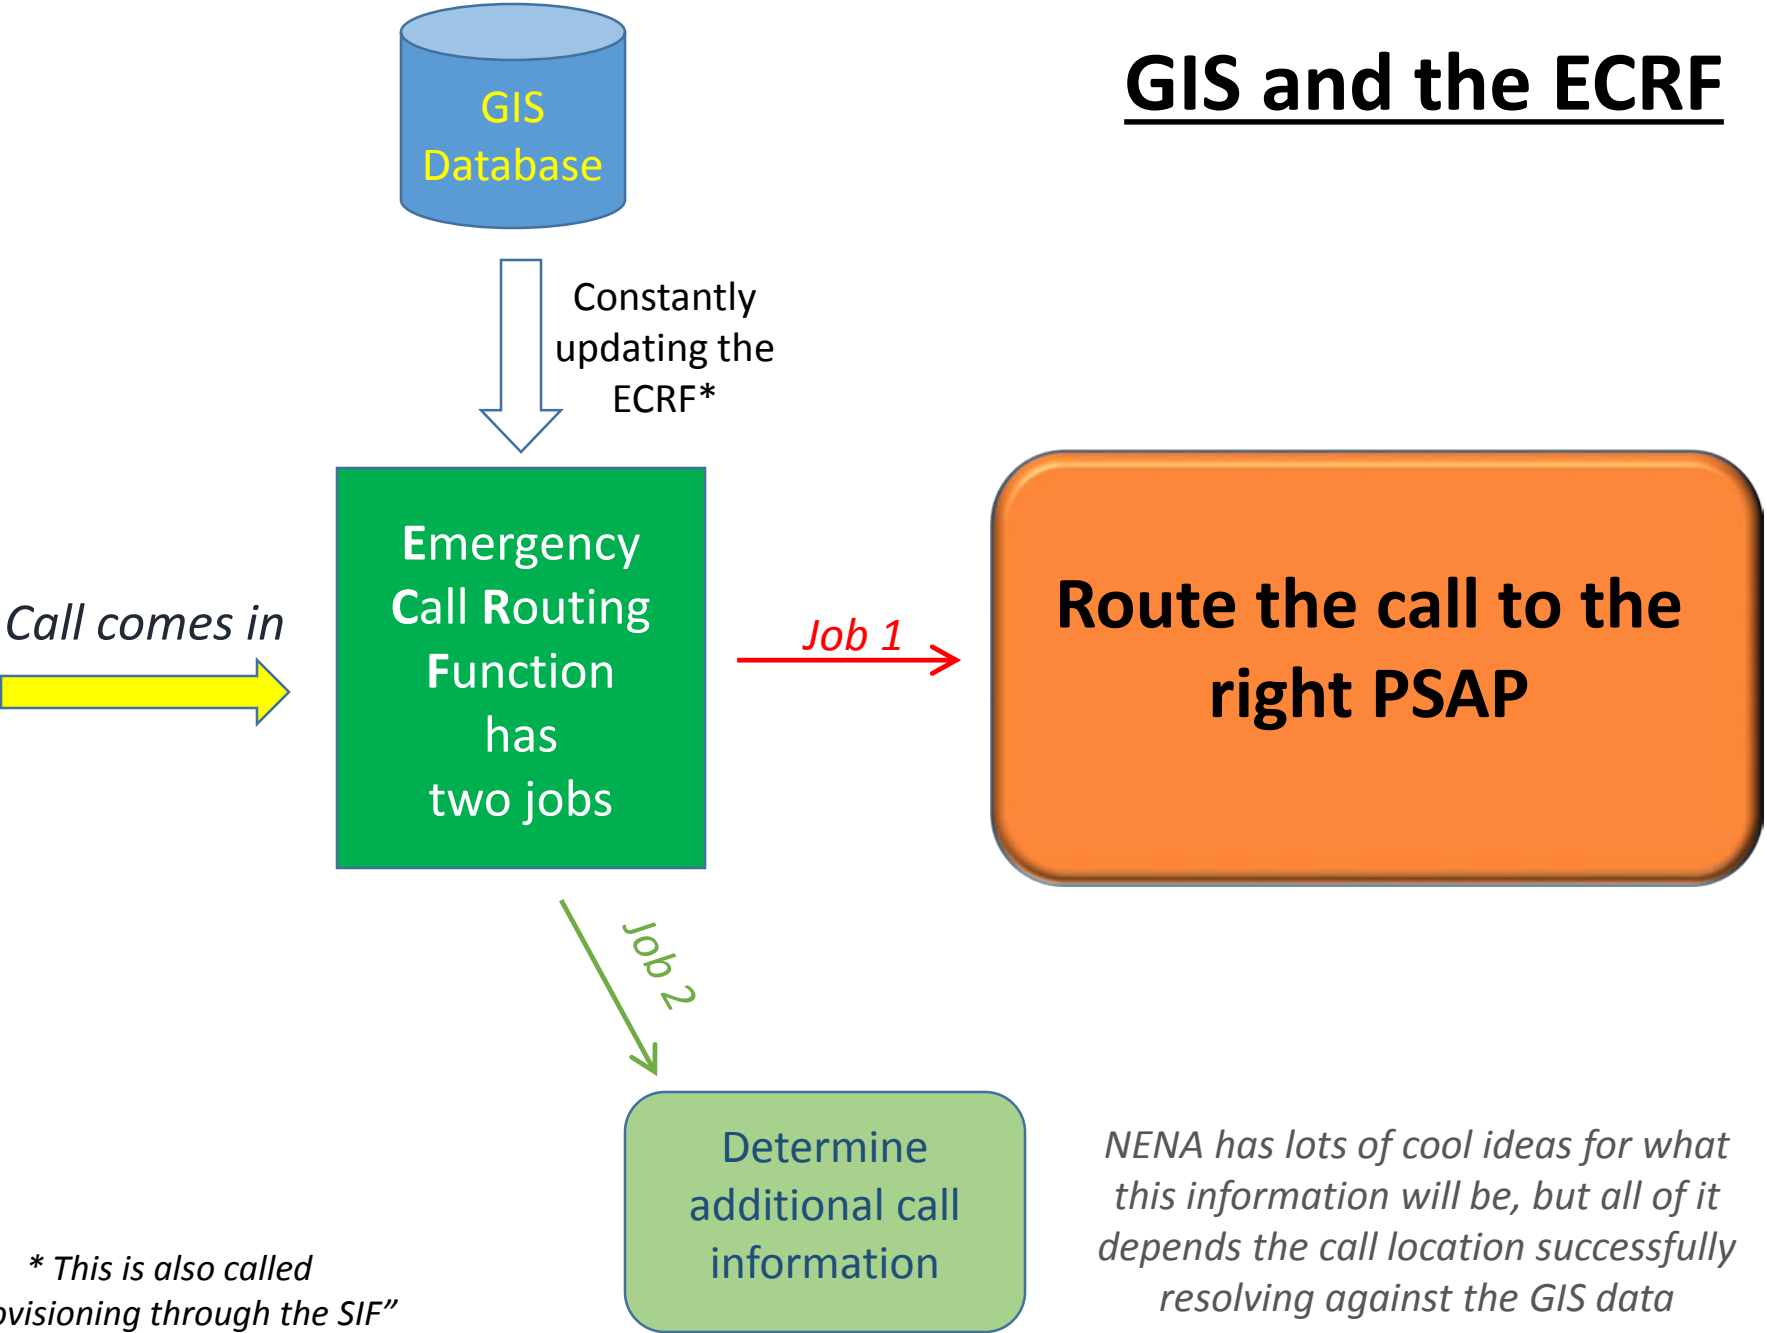 GIS and the ECRF
GIS
Database
Constantly
updating the
ECRF*
Call comes in
Emergency
Call Routing
Function
has
two jobs
Job 1
Route the call to the
right PSAP
Job 2
Determine
additional call
information
NENA has lots of cool ideas for what
this information will be, but all of it
depends the call location successfully
resolving against the GIS data
* This is also called
through the SIF”